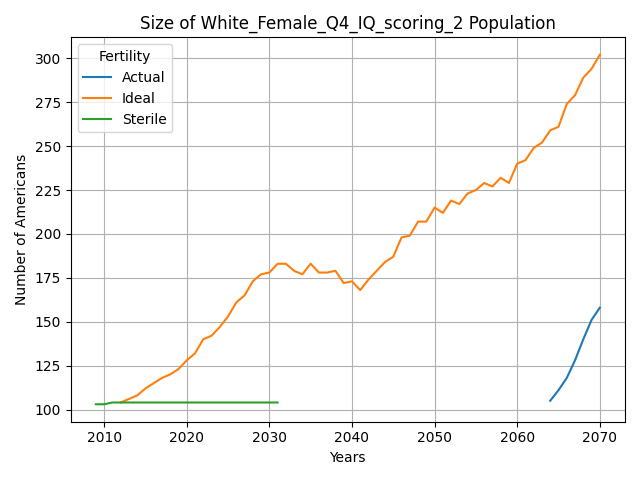 Size of White_Female_Q4_IQ_scoring_2 Population
Fertility
Actual
Ideal
Sterile
Number of Americans
300
275
250
225
200
175
150
125
100
2010 2020 2030 2040 2050 2060 2070
Years